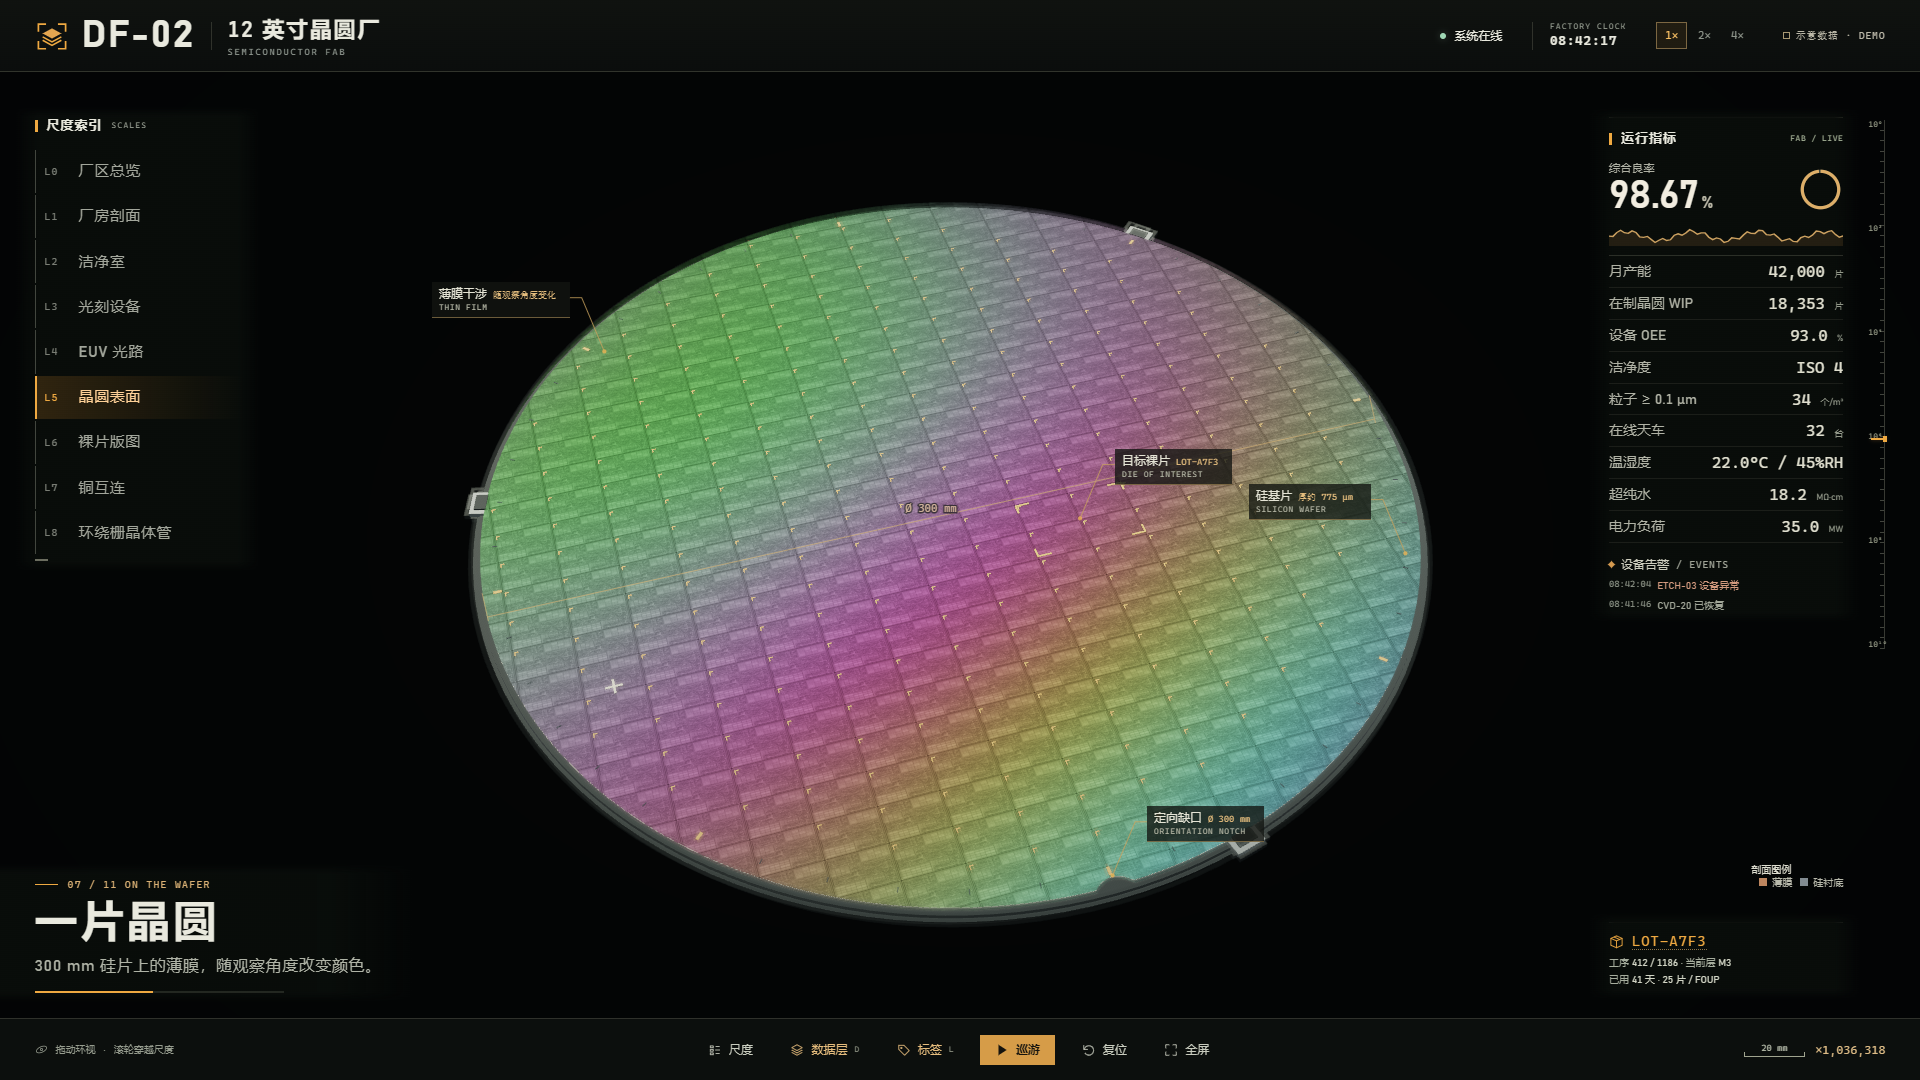 DF-02
12 英寸晶圆厂
SEMICONDUCTOR FAB
系统在线
FACTORY CLOCK
08:42:17
1× 2× 4×
示意数据 · DEMO
尺度索引 SCALES
L0 厂区总览
L1 厂房剖面
L2 洁净室
L3 光刻设备
L4 EUV 光路
L5 晶圆表面
L6 裸片版图
L7 铜互连
L8 环绕栅晶体管
薄膜干涉 随观察角度变化
THIN FILM
Ø 300 mm
目标裸片 LOT-A7F3
DIE OF INTEREST
硅基片 厚约 775 μm
SILICON WAFER
定向缺口 Ø 300 mm
ORIENTATION NOTCH
运行指标 FAB / LIVE
综合良率
98.67%
月产能 42,000 片
在制晶圆 WIP 18,353 片
设备 OEE 93.0 %
洁净度 ISO 4
粒子 ≥ 0.1 μm 34 个/m³
在线天车 32 台
温湿度 22.0°C / 45%RH
超纯水 18.2 MΩ·cm
电力负荷 35.0 MW
设备告警 / EVENTS
08:42:04 ETCH-03 设备异常
08:41:46 CVD-20 已恢复
剖面图例
薄膜 硅衬底
LOT-A7F3
工序 412 / 1186 · 当前层 M3
已用 41 天 · 25 片 / FOUP
07 / 11 ON THE WAFER
一片晶圆
300 mm 硅片上的薄膜，随观察角度改变颜色。
拖动环视 · 滚轮穿越尺度
尺度
数据层 D
标签 L
巡游
复位
全屏
20 mm
×1,036,318